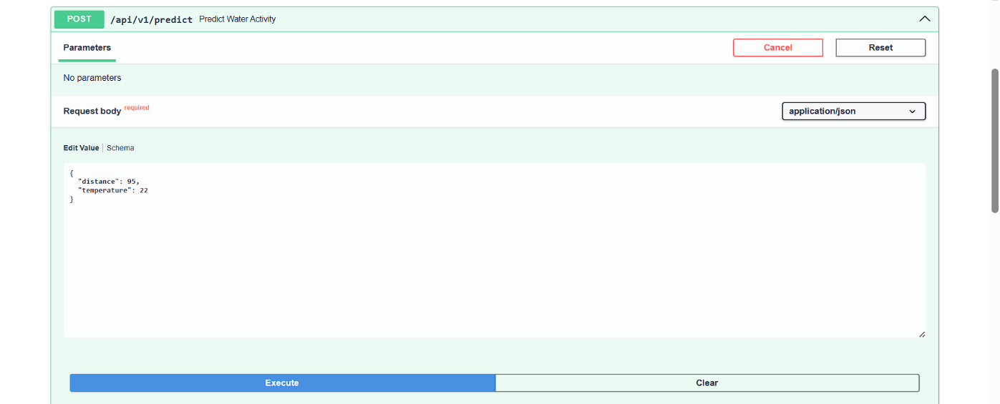 POST /api/v1/predict Predict Water Activity
Parameters Cancel Reset
No parameters
Request body required application/json
Edit Value Schema
{
  "distance": 95,
  "temperature": 22
}
Execute Clear